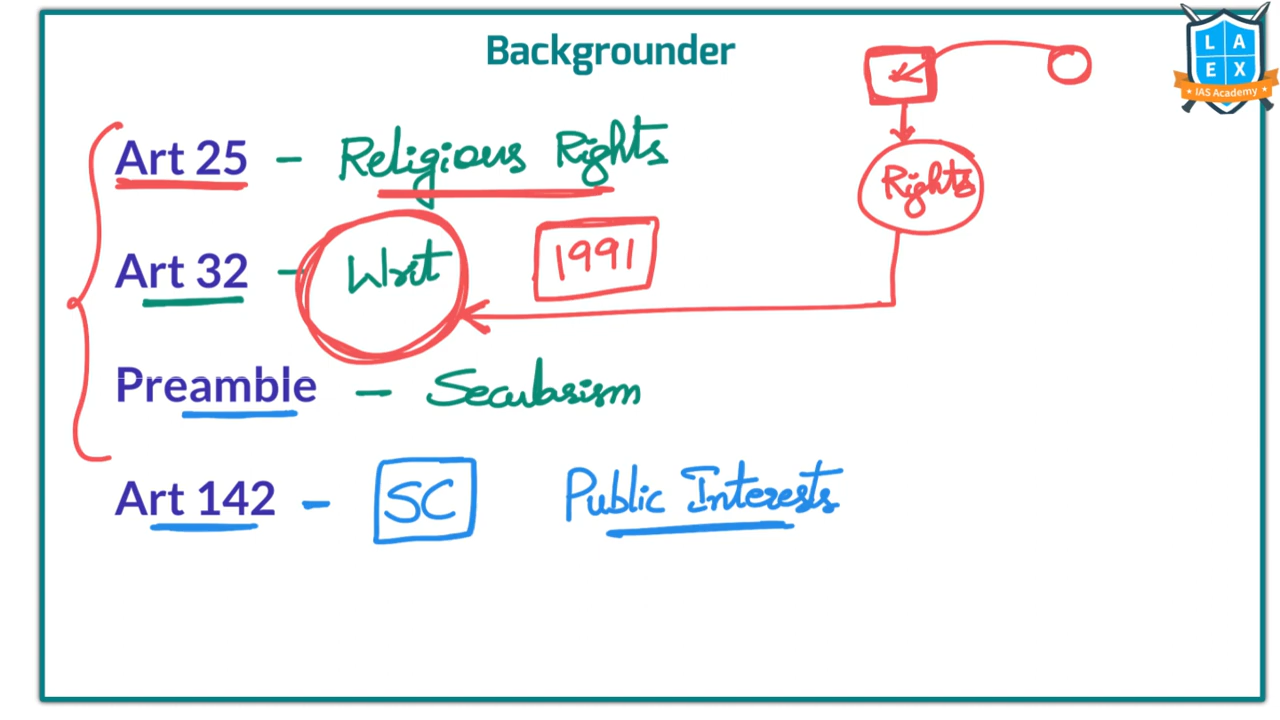 Backgrounder
L A
E X
IAS Academy
Art 25 - Religious Rights
Rights
Art 32 - Writ
1991
Preamble - Secularism
Art 142 - SC Public Interests